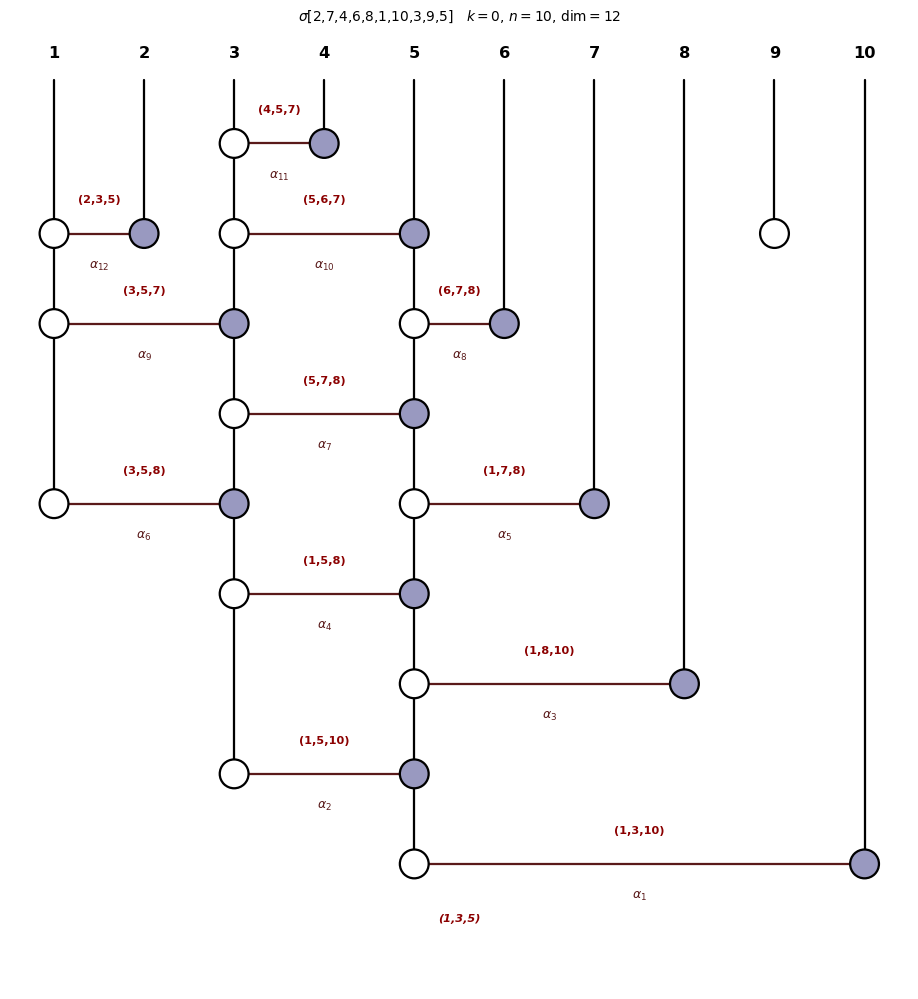 σ[2,7,4,6,8,1,10,3,9,5] k=0, n=10, dim=12
1 2 3 4 5 6 7 8 9 10
(4,5,7)
α₁₁
(2,3,5) (5,6,7)
α₁₂ α₁₀
(3,5,7) (6,7,8)
α₉ α₈
(5,7,8)
α₇
(3,5,8) (1,7,8)
α₆ α₅
(1,5,8)
α₄
(1,8,10)
α₃
(1,5,10)
α₂
(1,3,10)
α₁
(1,3,5)